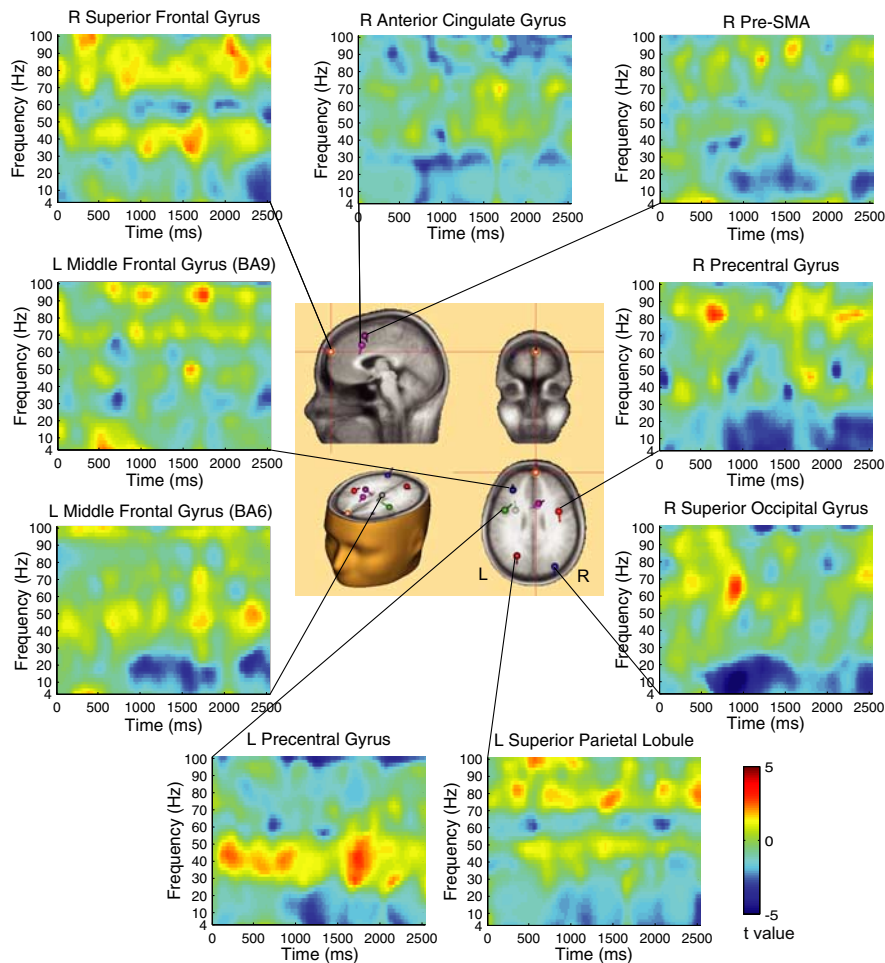 R Superior Frontal Gyrus
Frequency (Hz)
100
90
80
70
60
50
40
30
20
10
4
0 500 1000 1500 2000 2500
Time (ms)
R Anterior Cingulate Gyrus
Frequency (Hz)
100
90
80
70
60
50
40
30
20
10
4
0 500 1000 1500 2000 2500
Time (ms)
R Pre-SMA
Frequency (Hz)
100
90
80
70
60
50
40
30
20
10
4
0 500 1000 1500 2000 2500
Time (ms)
L Middle Frontal Gyrus (BA9)
Frequency (Hz)
100
90
80
70
60
50
40
30
20
10
4
0 500 1000 1500 2000 2500
Time (ms)
R Precentral Gyrus
Frequency (Hz)
100
90
80
70
60
50
40
30
20
10
4
0 500 1000 1500 2000 2500
Time (ms)
L Middle Frontal Gyrus (BA6)
Frequency (Hz)
100
90
80
70
60
50
40
30
20
10
4
0 500 1000 1500 2000 2500
Time (ms)
L R
R Superior Occipital Gyrus
Frequency (Hz)
100
90
80
70
60
50
40
30
20
10
4
0 500 1000 1500 2000 2500
Time (ms)
L Precentral Gyrus
Frequency (Hz)
100
90
80
70
60
50
40
30
20
10
4
0 500 1000 1500 2000 2500
Time (ms)
L Superior Parietal Lobule
Frequency (Hz)
100
90
80
70
60
50
40
30
20
10
4
0 500 1000 1500 2000 2500
Time (ms)
5
0
-5
t value